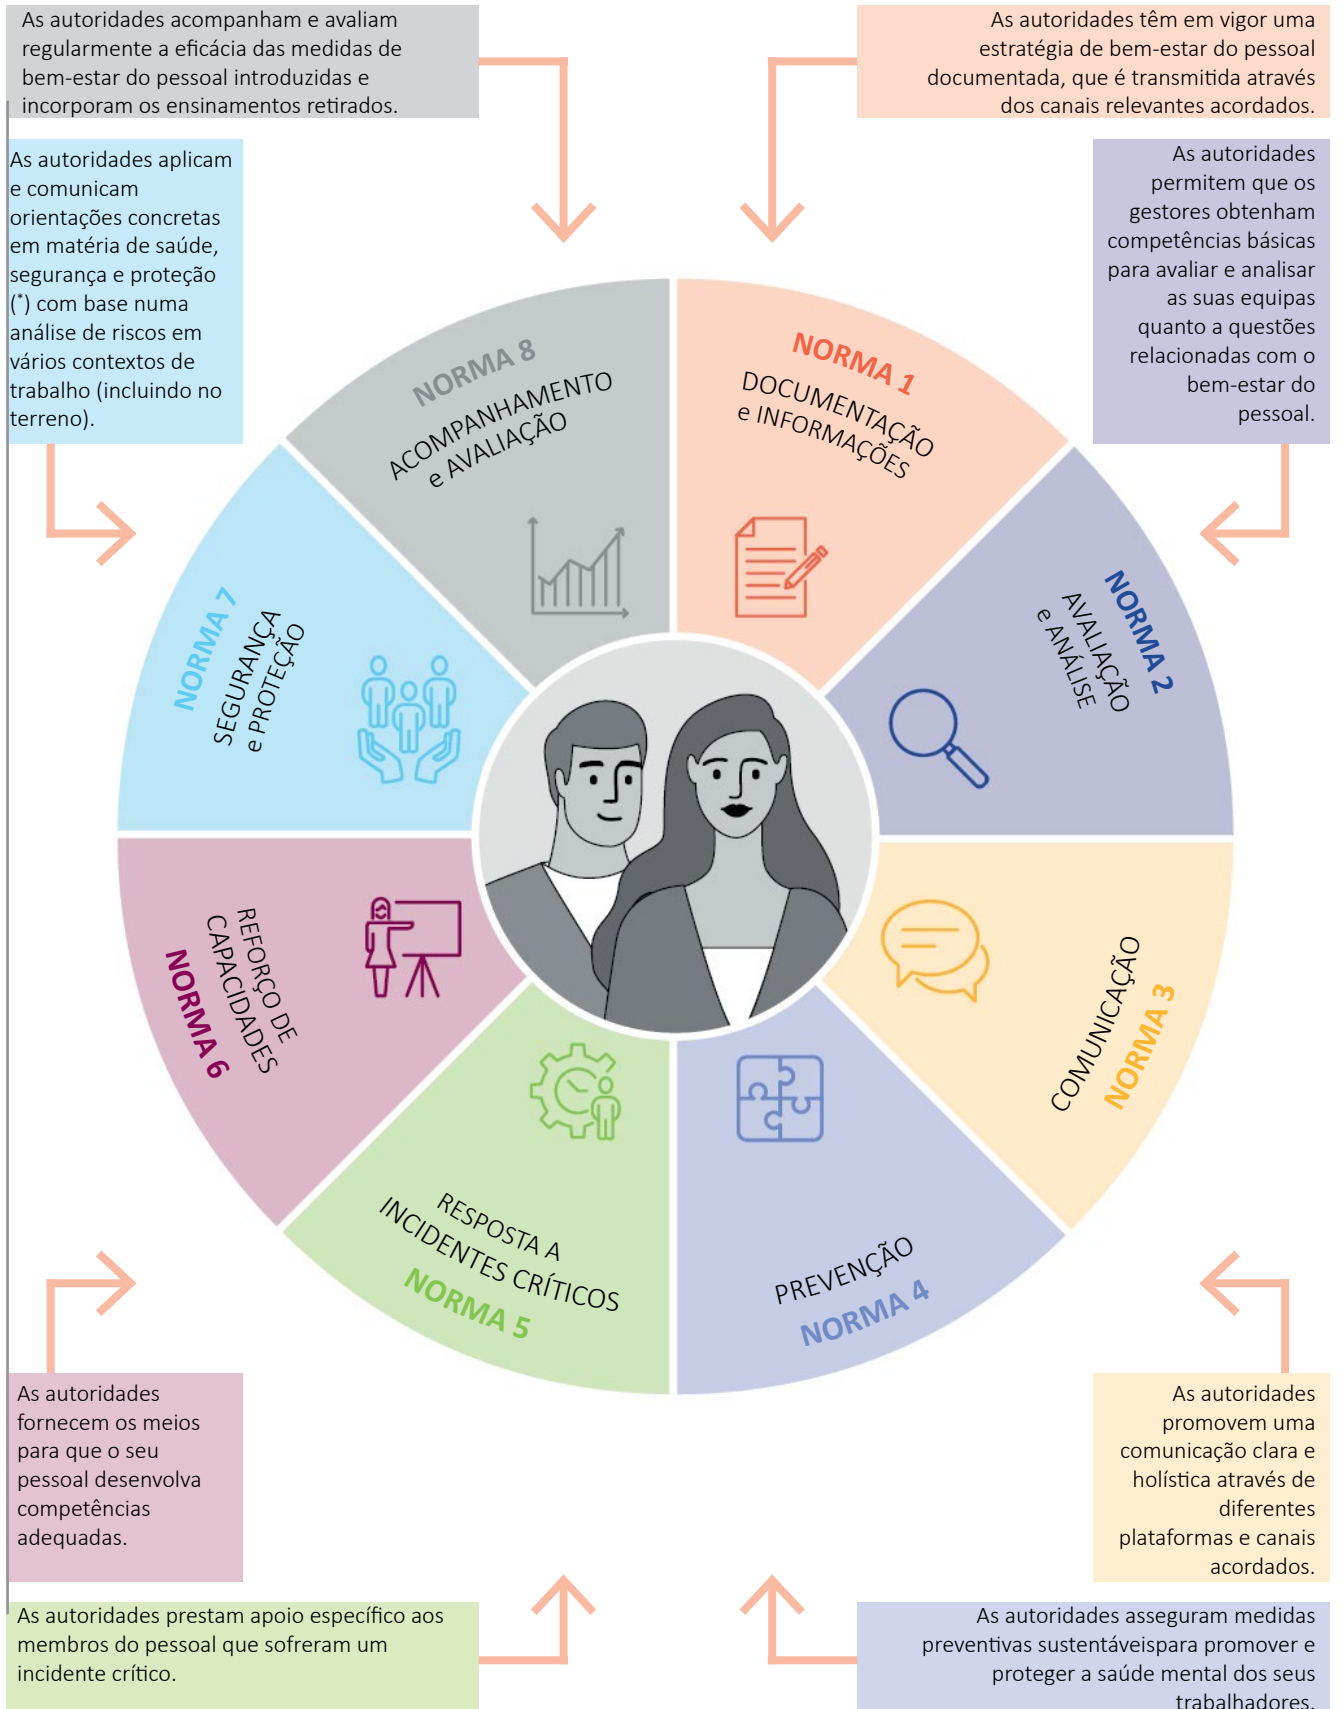 As autoridades acompanham e avaliam
regularmente a eficácia das medidas de
bem-estar do pessoal introduzidas e
incorporam os ensinamentos retirados.
As autoridades têm em vigor uma
estratégia de bem-estar do pessoal
documentada, que é transmitida através
dos canais relevantes acordados.
As autoridades aplicam
e comunicam
orientações concretas
em matéria de saúde,
segurança e proteção
(*) com base numa
análise de riscos em
vários contextos de
trabalho (incluindo no
terreno).
As autoridades
permitem que os
gestores obtenham
competências básicas
para avaliar e analisar
as suas equipas
quanto a questões
relacionadas com o
bem-estar do
pessoal.
NORMA 8
ACOMPANHAMENTO
e AVALIAÇÃO
NORMA 1
DOCUMENTAÇÃO
e INFORMAÇÕES
NORMA 7
SEGURANÇA
e PROTEÇÃO
NORMA 2
AVALIAÇÃO
e ANÁLISE
REFORÇO DE
CAPACIDADES
NORMA 6
COMUNICAÇÃO
NORMA 3
RESPOSTA A
INCIDENTES CRÍTICOS
NORMA 5
PREVENÇÃO
NORMA 4
As autoridades
fornecem os meios
para que o seu
pessoal desenvolva
competências
adequadas.
As autoridades
promovem uma
comunicação clara e
holística através de
diferentes
plataformas e canais
acordados.
As autoridades prestam apoio específico aos
membros do pessoal que sofreram um
incidente crítico.
As autoridades asseguram medidas
preventivas sustentáveispara promover e
proteger a saúde mental dos seus
trabalhadores.